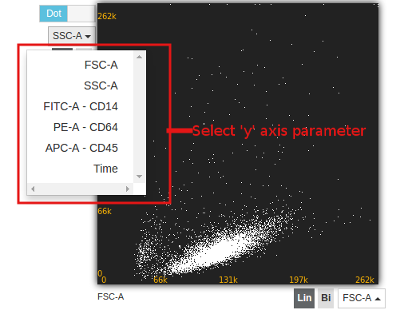 Dot
SSC-A
262k
FSC-A
SSC-A
FITC-A - CD14
PE-A - CD64
APC-A - CD45
Time
Select 'y' axis parameter
66k
0
0 66k 131k 197k 262k
FSC-A Lin Bi FSC-A